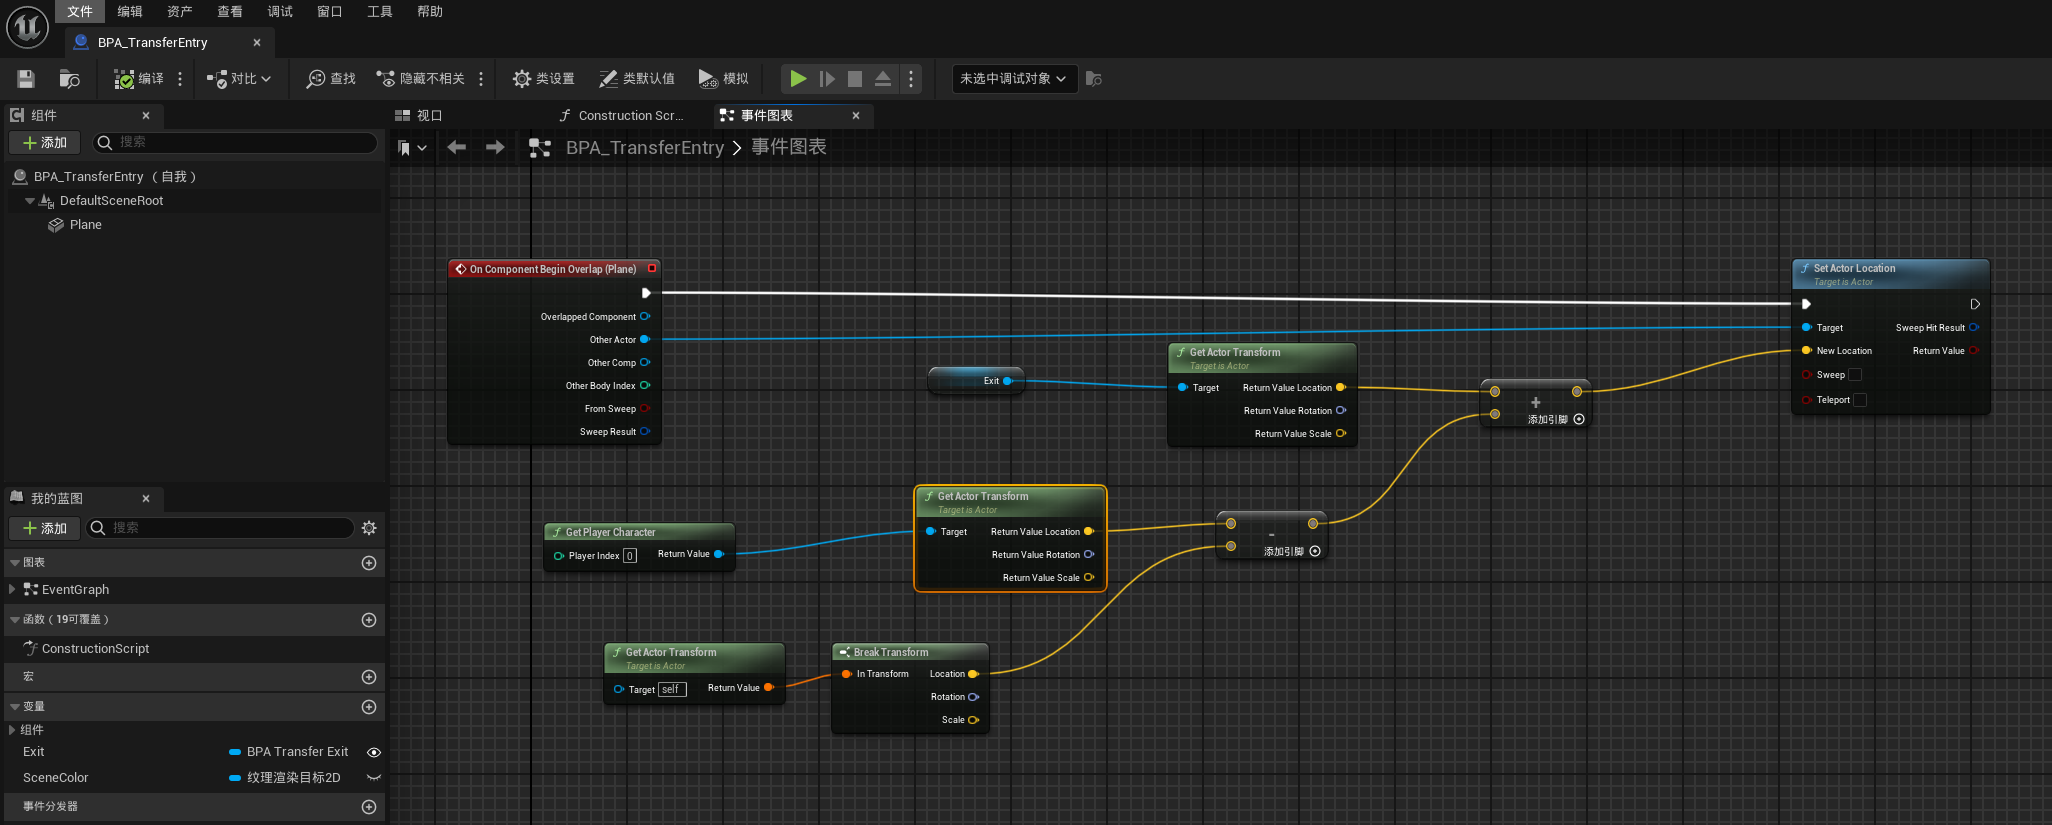 文件 编辑 资产 查看 调试 窗口 工具 帮助
BPA_TransferEntry
编译 对比 查找 隐藏不相关 类设置 类默认值 模拟 未选中调试对象
组件
添加 搜索
BPA_TransferEntry （自我）
DefaultSceneRoot
Plane
我的蓝图
添加 搜索
图表
EventGraph
函数（19可覆盖）
ConstructionScript
宏
变量
组件
Exit BPA Transfer Exit
SceneColor 纹理渲染目标2D
事件分发器
视口 Construction Scr... 事件图表
BPA_TransferEntry > 事件图表
On Component Begin Overlap (Plane)
Overlapped Component
Other Actor
Other Comp
Other Body Index
From Sweep
Sweep Result
Exit
Get Actor Transform
Target is Actor
Target Return Value Location
Return Value Rotation
Return Value Scale
+
添加引脚
Set Actor Location
Target is Actor
Target Sweep Hit Result
New Location Return Value
Sweep
Teleport
Get Player Character
Player Index 0 Return Value
Get Actor Transform
Target is Actor
Target Return Value Location
Return Value Rotation
Return Value Scale
-
添加引脚
Get Actor Transform
Target is Actor
Target self Return Value
Break Transform
In Transform Location
Rotation
Scale